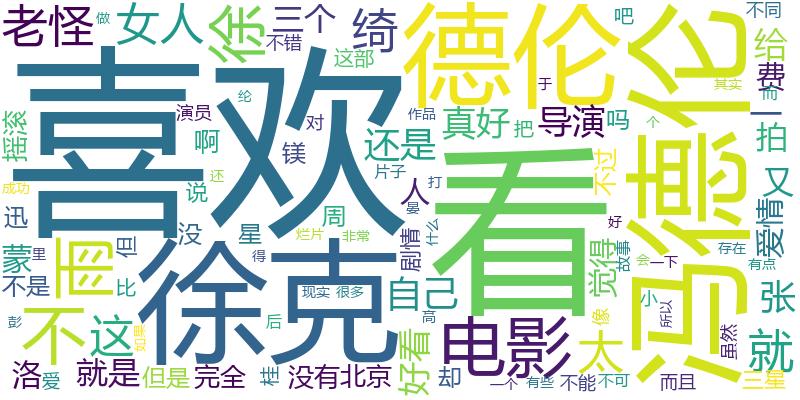 老怪
做
女人
徐
三个
绮
德伦
冯德伦
不同
不错
这部
吧
给
费
其实
而
喜欢
看
摇滚
演员
纶
对
作品
于
个
啊
镁
还是
真好
把
导演
吗
一
拍
片子
成功
说
还
人
打
不过
又
迅
周
晏
爱情
没
星
烂片
非常
什么
好
但
雨
剧情
觉得
故事
存在
蒙
里
得
会
一下
有点
不是
比
徐克
现实
很多
自己
小
张
彭
不
这
后
高
电影
太
像
所以
虽然
就
如果
好看
洛
爱
就是
但是
完全
桂
没有
北京
却
一个
有些
不能
不可
而且
三星